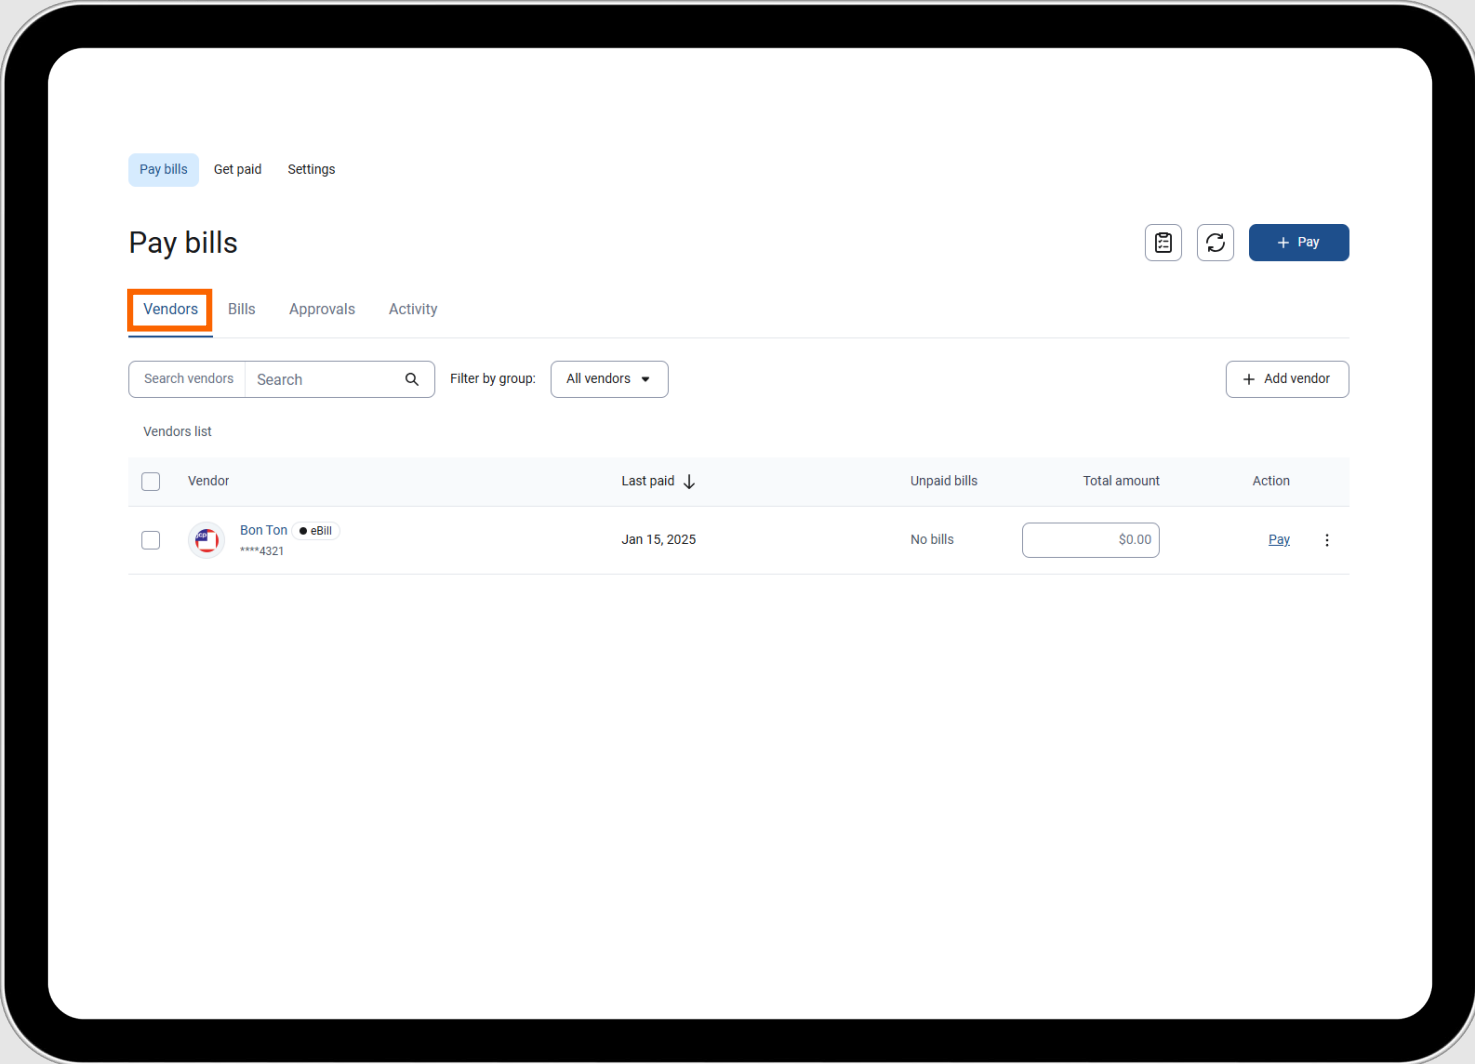 Pay bills Get paid Settings
Pay bills
+ Pay
Vendors Bills Approvals Activity
Search vendors Search Filter by group: All vendors + Add vendor
Vendors list
Vendor Last paid Unpaid bills Total amount Action
Bon Ton eBill
****4321
Jan 15, 2025 No bills $0.00 Pay